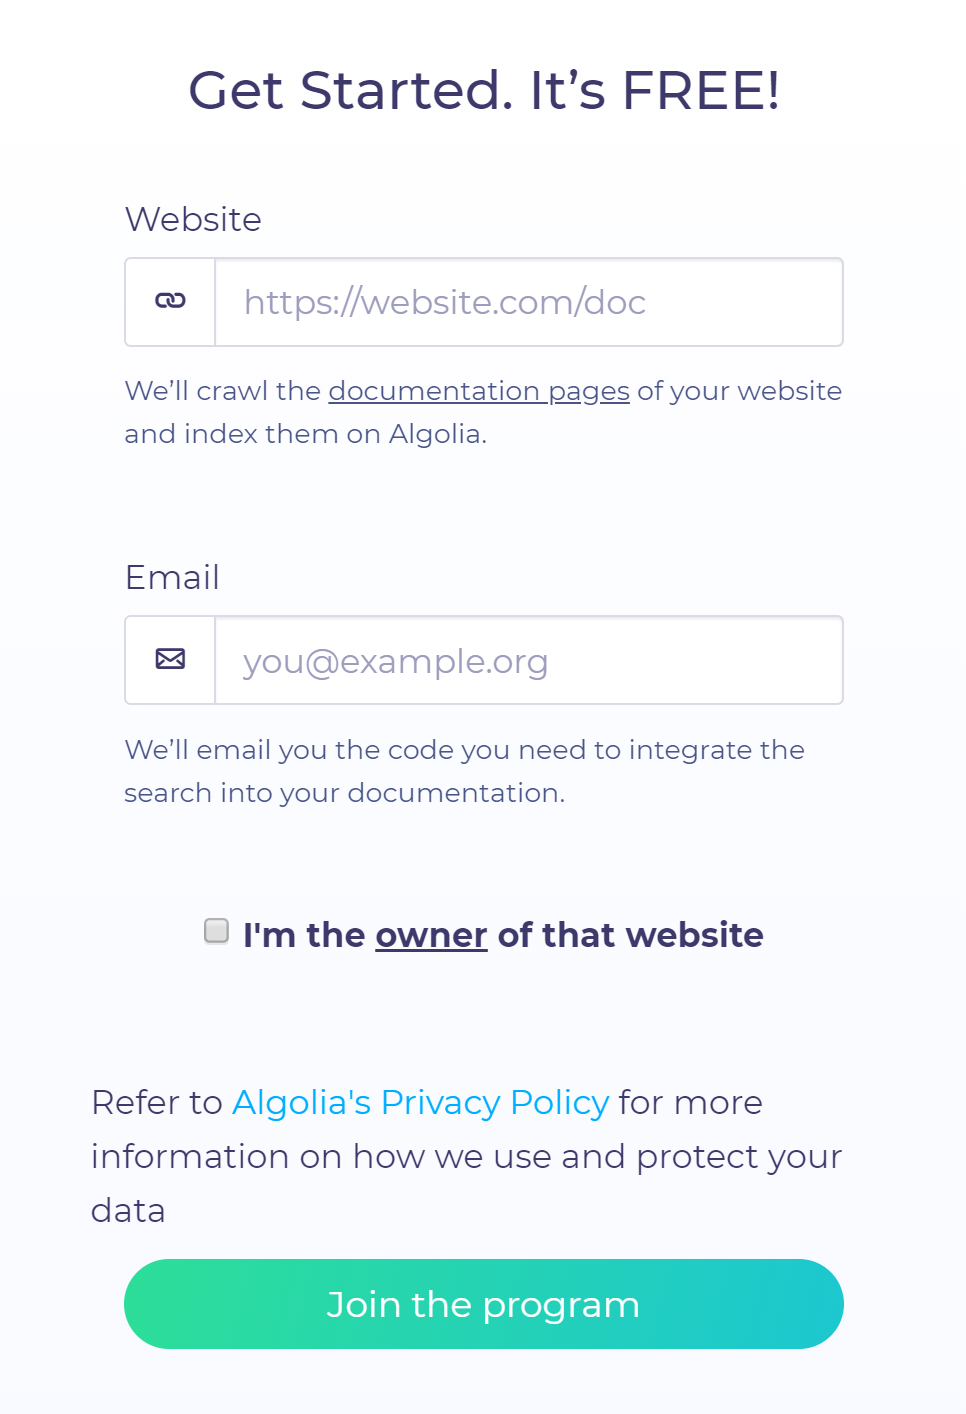 Get Started. It’s FREE!
Website
https://website.com/doc
We’ll crawl the documentation pages of your website
and index them on Algolia.
Email
you@example.org
We’ll email you the code you need to integrate the
search into your documentation.
I'm the owner of that website
Refer to Algolia's Privacy Policy for more
information on how we use and protect your
data
Join the program